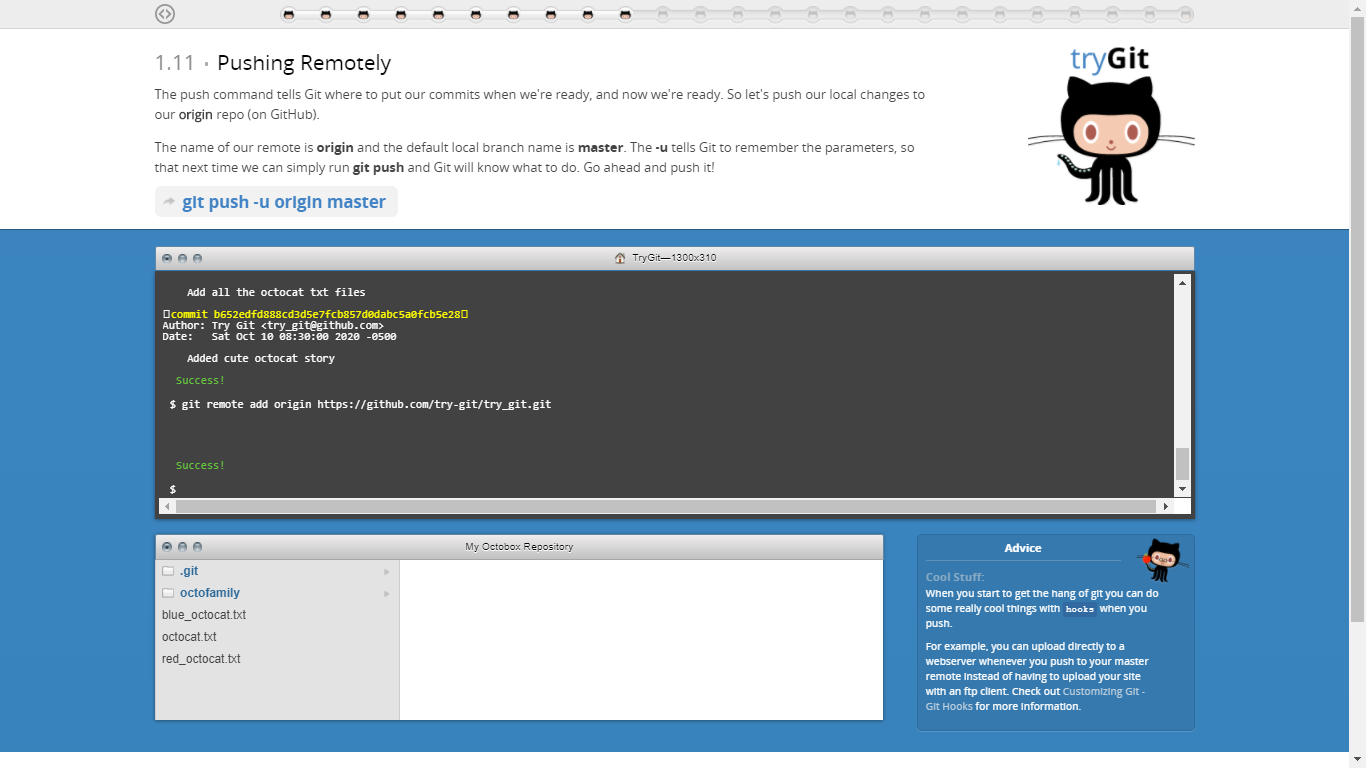 1.11 · Pushing Remotely
tryGit
The push command tells Git where to put our commits when we're ready, and now we're ready. So let's push our local changes to
our origin repo (on GitHub).
The name of our remote is origin and the default local branch name is master. The -u tells Git to remember the parameters, so
that next time we can simply run git push and Git will know what to do. Go ahead and push it!
git push -u origin master
TryGit—1300x310
Add all the octocat txt files
commit b652edfd888cd3d5e7fcb857d0dabc5a0fcb5e28
Author: Try Git <try_git@github.com>
Date: Sat Oct 10 08:30:00 2020 -0500
Added cute octocat story
Success!
$ git remote add origin https://github.com/try-git/try_git.git
Success!
$
My Octobox Repository
.git
octofamily
blue_octocat.txt
octocat.txt
red_octocat.txt
Advice
Cool Stuff:
When you start to get the hang of git you can do
some really cool things with hooks when you
push.
For example, you can upload directly to a
webserver whenever you push to your master
remote instead of having to upload your site
with an ftp client. Check out Customizing Git -
Git Hooks for more information.